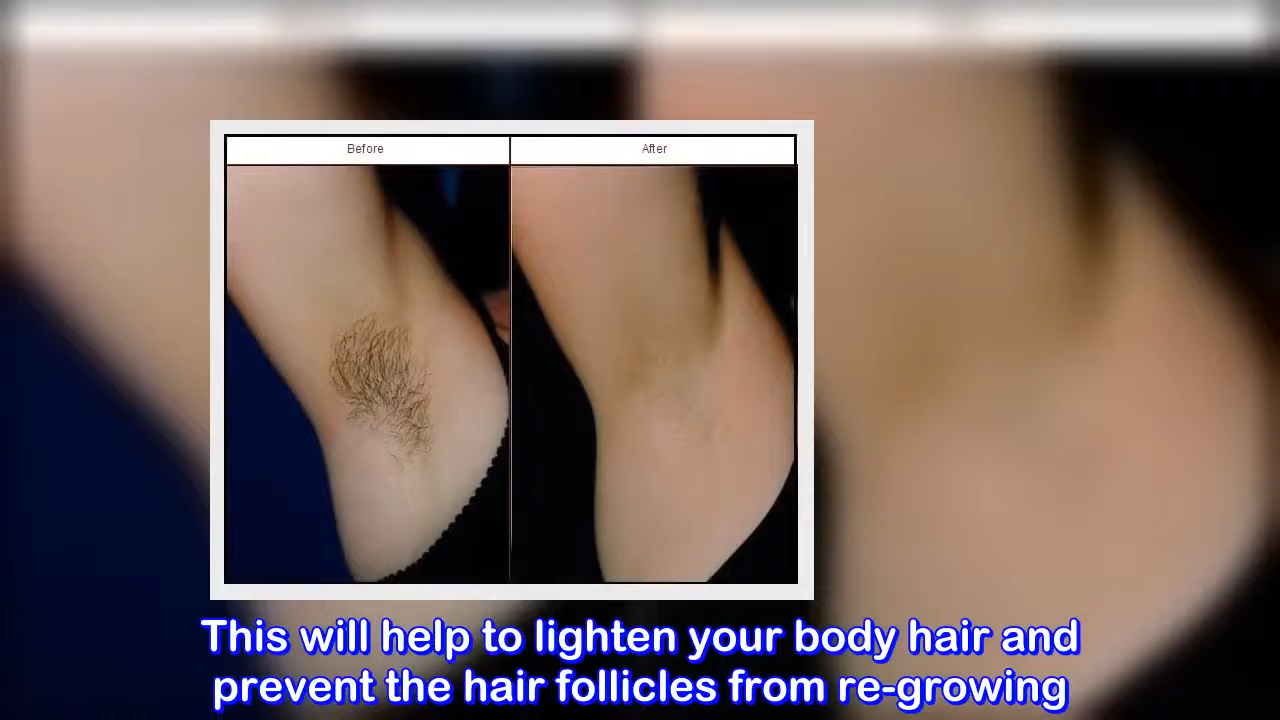 Before
After
This will help to lighten your body hair and
prevent the hair follicles from re-growing